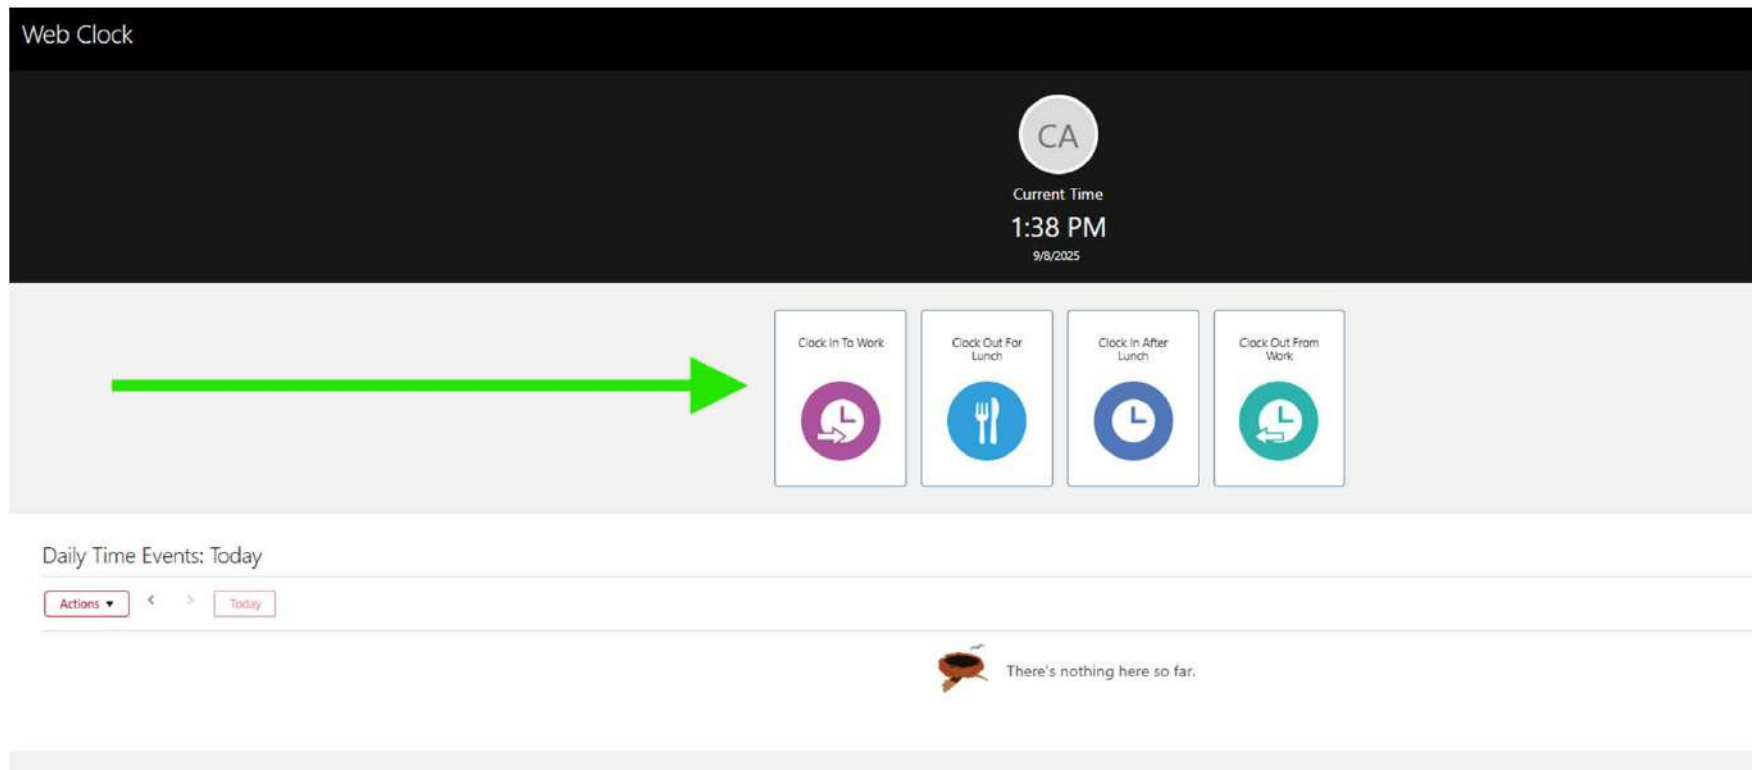 Web Clock
CA
Current Time
1:38 PM
9/8/2025
Clock In To Work
Clock Out For
Lunch
Clock In After
Lunch
Clock Out From
Work
Daily Time Events: Today
Actions
Today
There's nothing here so far.